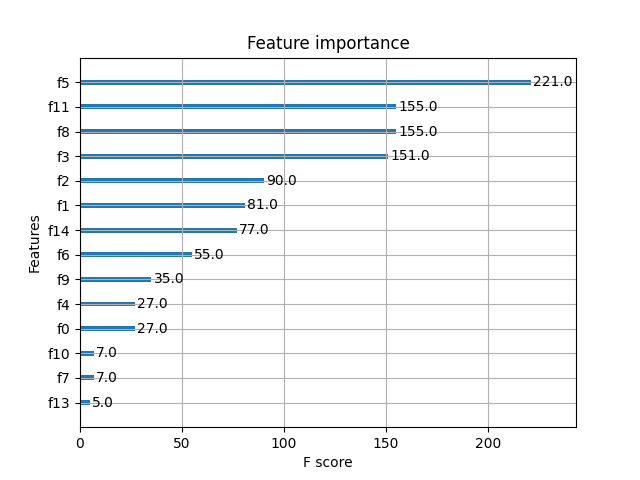 Feature importance
Features
f5 221.0
f11 155.0
f8 155.0
f3 151.0
f2 90.0
f1 81.0
f14 77.0
f6 55.0
f9 35.0
f4 27.0
f0 27.0
f10 7.0
f7 7.0
f13 5.0
0 50 100 150 200
F score